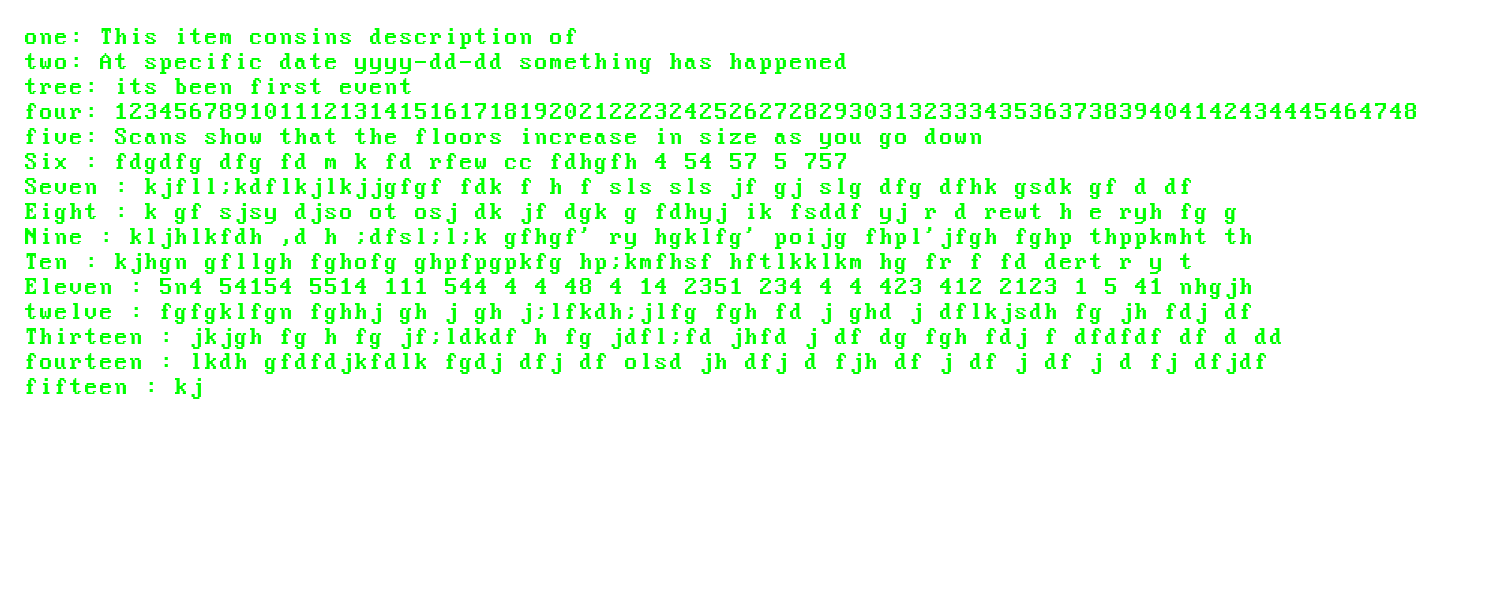 one: This item consins description of
two: At specific date yyyy-dd-dd something has happened
tree: its been first event
four: 123456789101112131415161718192021222324252627282930313233343536373839404142434445464748
five: Scans show that the floors increase in size as you go down
Six : fdgdfg dfg fd m k fd rfew cc fdhgfh 4 54 57 5 757
Seven : kjfll;kdflkjlkjjgfgf fdk f h f sls sls jf gj slg dfg dfhk gsdk gf d df
Eight : k gf sjsy djso ot osj dk jf dgk g fdhyj ik fsddf yj r d rewt h e ryh fg g
Nine : kljhlkfdh ,d h ;dfsl;l;k gfhgf' ry hgklfg' poijg fhpl'jfgh fghp thppkmht th
Ten : kjhgn gfllgh fghofg ghpfpgpkfg hp;kmfhsf hftlkklkm hg fr f fd dert r y t
Eleven : 5n4 54154 5514 111 544 4 4 48 4 14 2351 234 4 4 423 412 2123 1 5 41 nhgjh
twelve : fgfgklfgn fghhj gh j gh j;lfkdh;jlfg fgh fd j ghd j dflkjsdh fg jh fdj df
Thirteen : jkjgh fg h fg jf;ldkdf h fg jdfl;fd jhfd j df dg fgh fdj f dfdfdf df d dd
fourteen : lkdh gfdfdjkfdlk fgdj dfj df olsd jh dfj d fjh df j df j df j d fj dfjdf
fifteen : kj